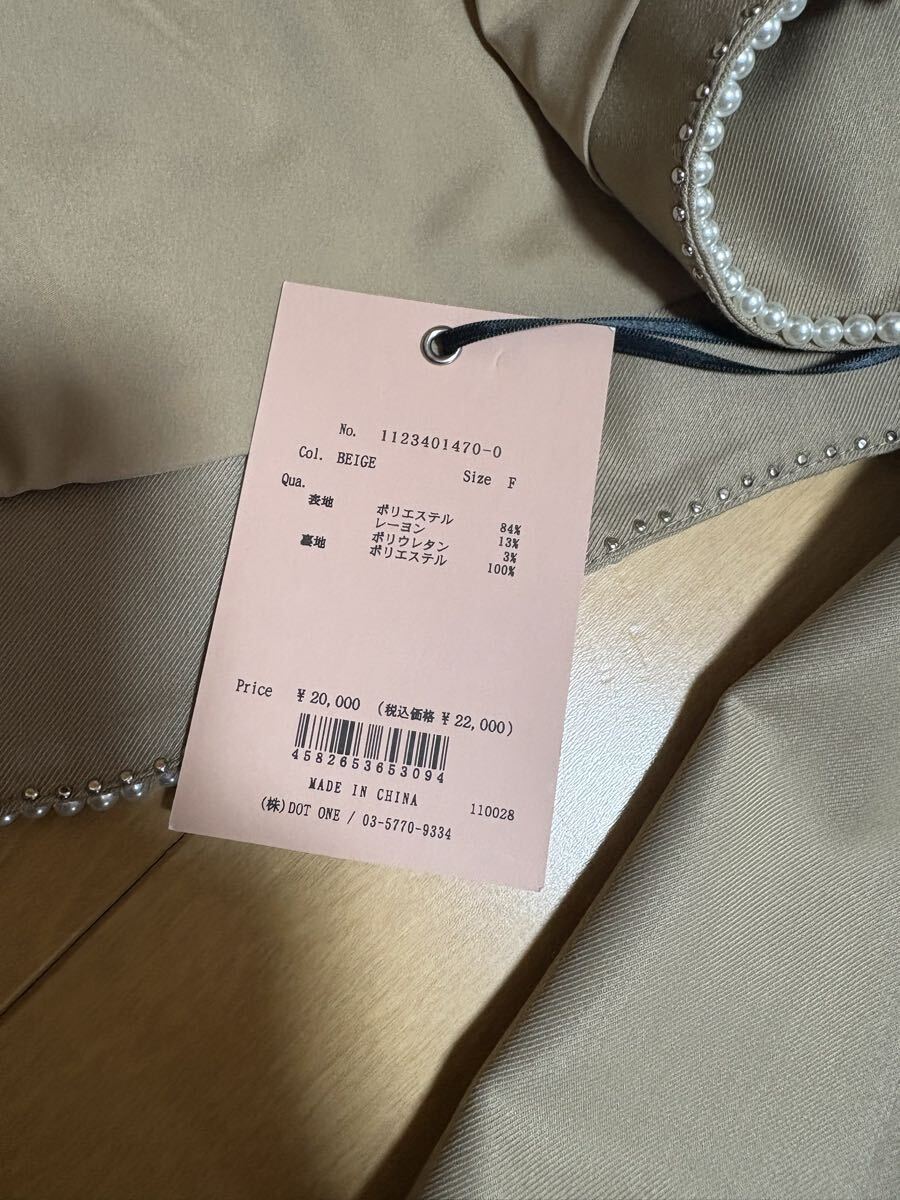 No. 1123401470-0
Col. BEIGE Size F
Qua.
表地 ポリエステル 84%
レーヨン 13%
ポリウレタン 3%
裏地 ポリエステル 100%
Price ¥20,000 (税込価格 ¥22,000)
4582653653094
MADE IN CHINA
110028
(株)DOT ONE / 03-5770-9334